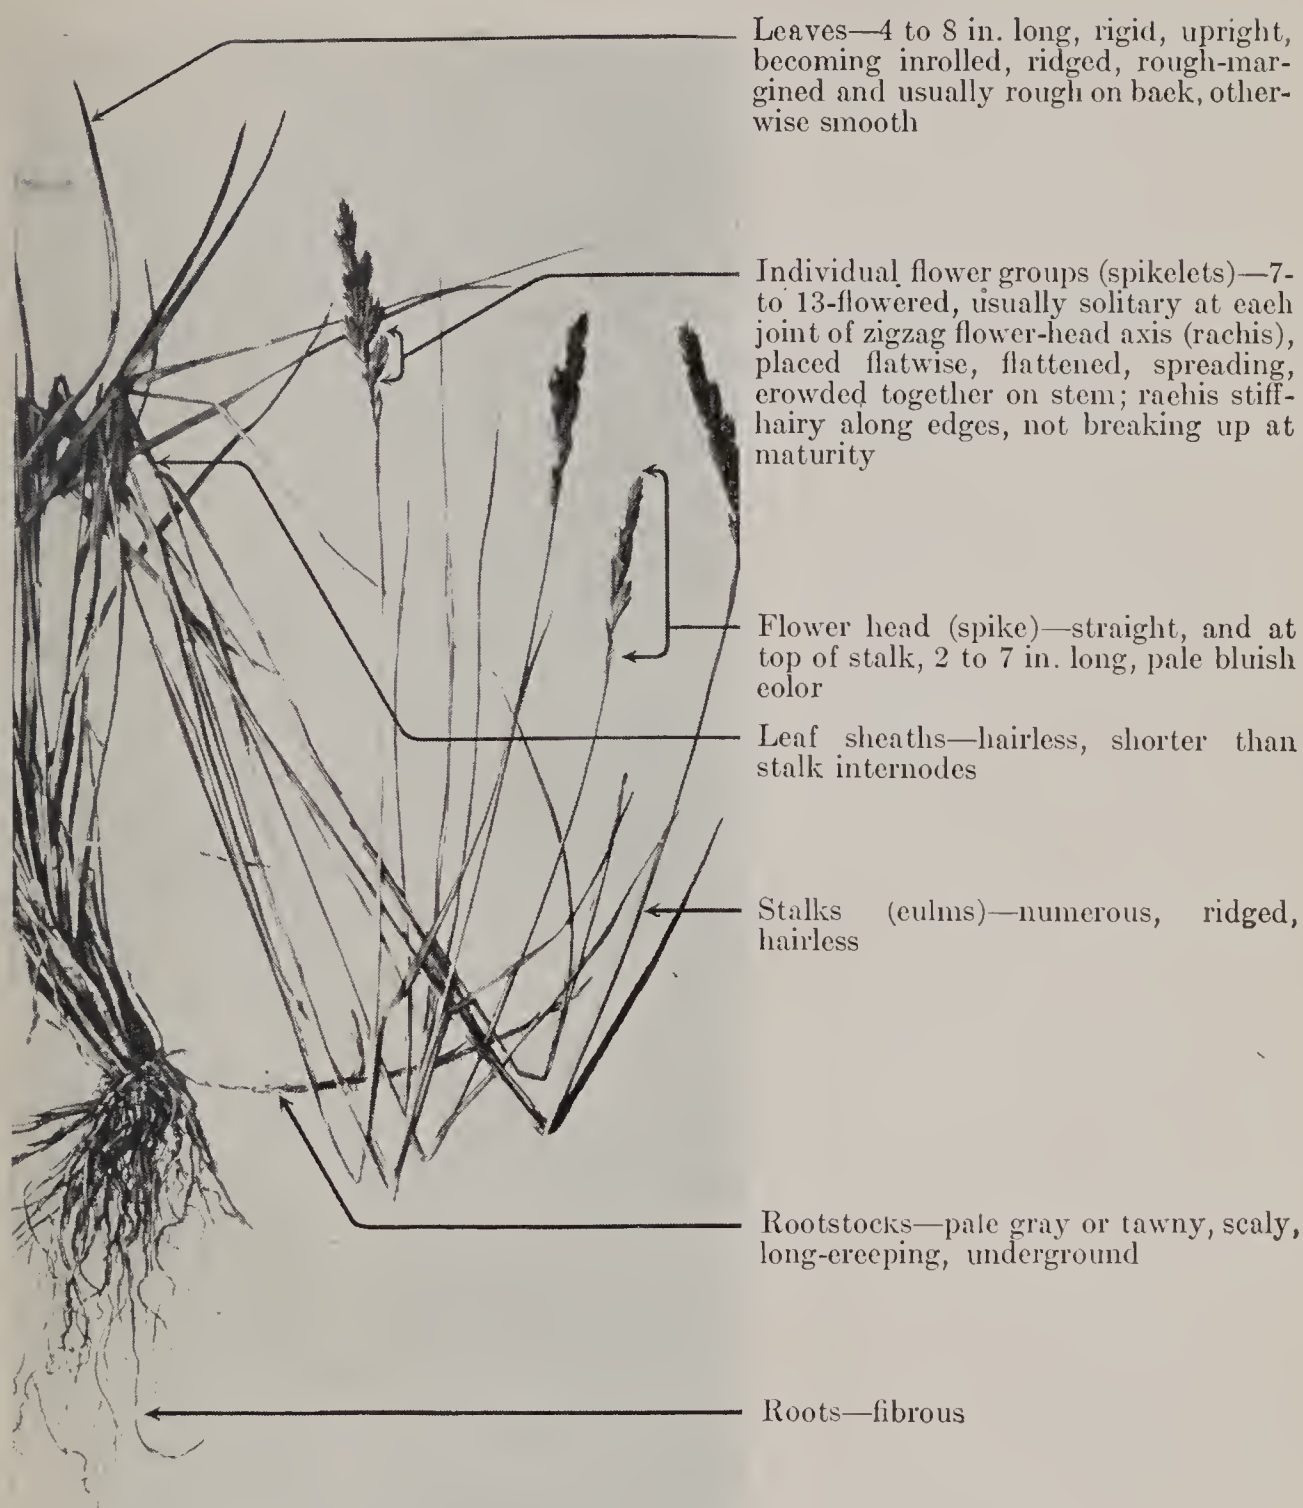 Leaves—4 to 8 in. long, rigid, upright,
becoming inrolled, ridged, rough-mar-
gined and usually rough on back, other-
wise smooth
Individual flower groups (spikelets)—7-
to 13-flowered, usually solitary at each
joint of zigzag flower-head axis (rachis),
placed flatwise, flattened, spreading,
crowded together on stem; rachis stiff-
hairy along edges, not breaking up at
maturity
Flower head (spike)—straight, and at
top of stalk, 2 to 7 in. long, pale bluish
color
Leaf sheaths—hairless, shorter than
stalk internodes
Stalks (culms)—numerous, ridged,
hairless
Rootstocks—pale gray or tawny, scaly,
long-creeping, underground
Roots—fibrous